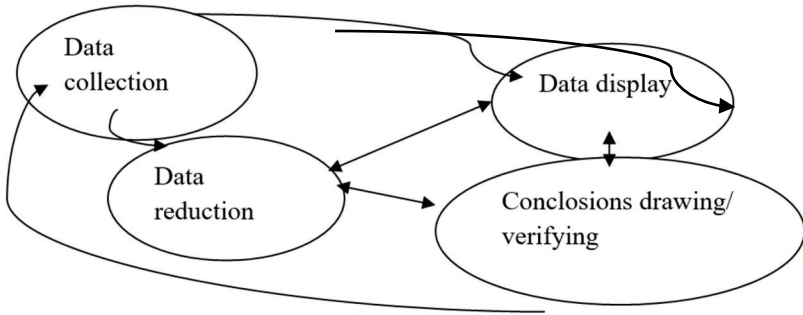 Data
collection
Data display
Data
reduction
Conclosions drawing/
verifying